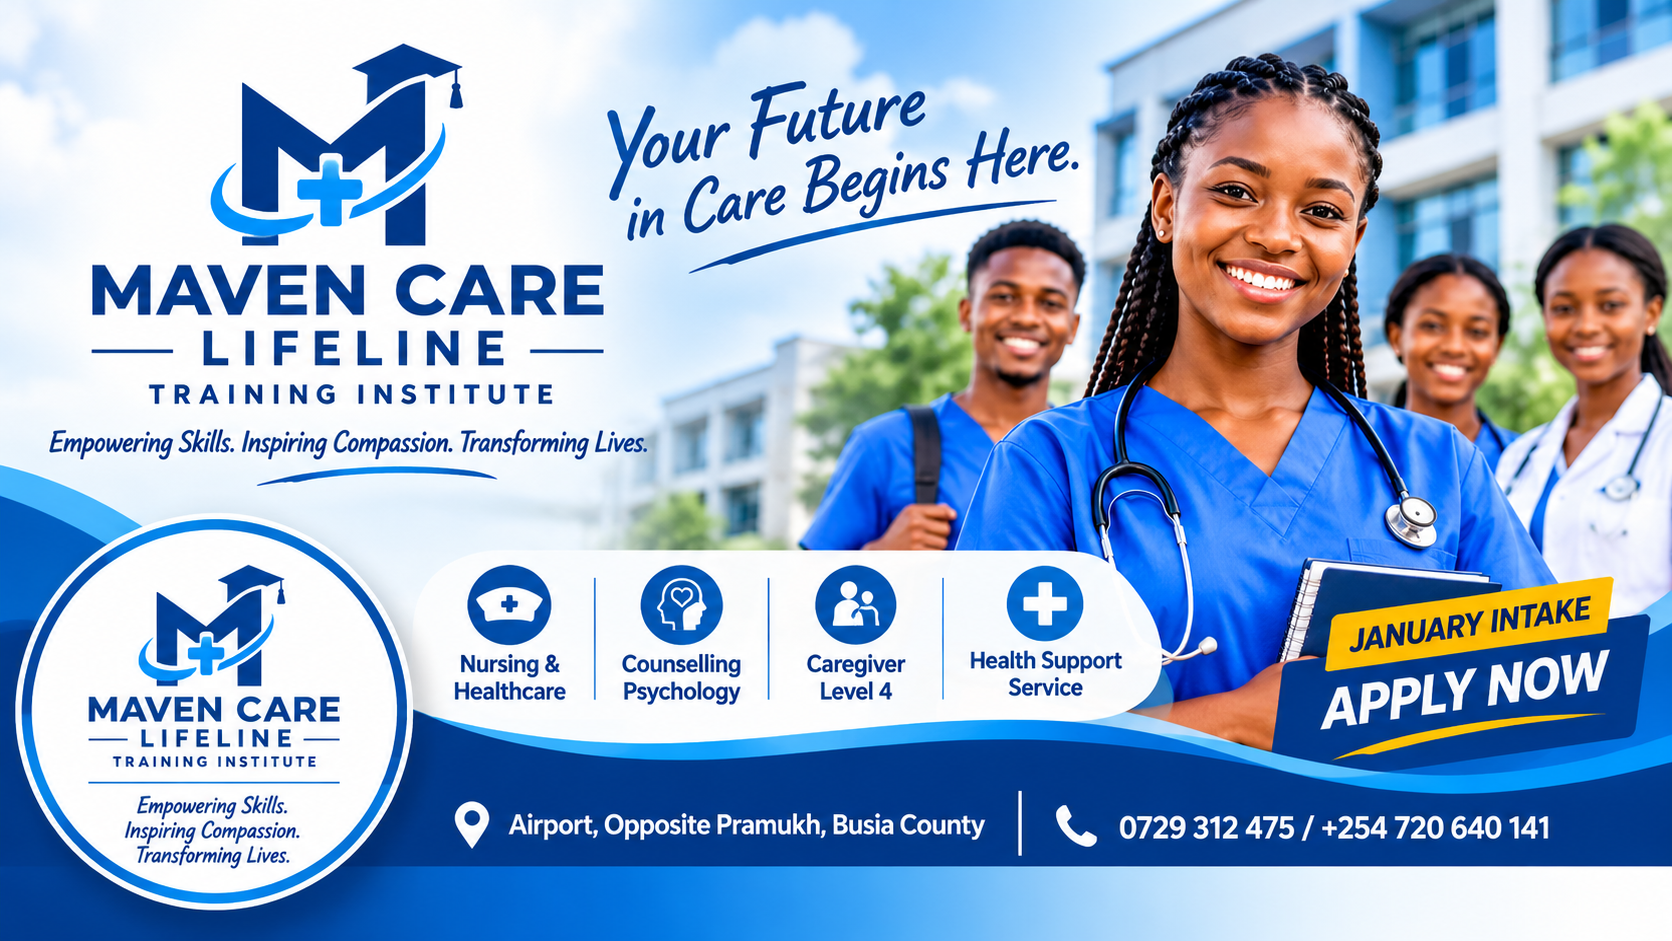 MAVEN CARE
LIFELINE
TRAINING INSTITUTE
Empowering Skills. Inspiring Compassion. Transforming Lives.
Your Future
in Care Begins Here.
MAVEN CARE
LIFELINE
TRAINING INSTITUTE
Empowering Skills.
Inspiring Compassion.
Transforming Lives.
Nursing &
Healthcare
Counselling
Psychology
Caregiver
Level 4
Health Support
Service
JANUARY INTAKE
APPLY NOW
Airport, Opposite Pramukh, Busia County
0729 312 475 / +254 720 640 141